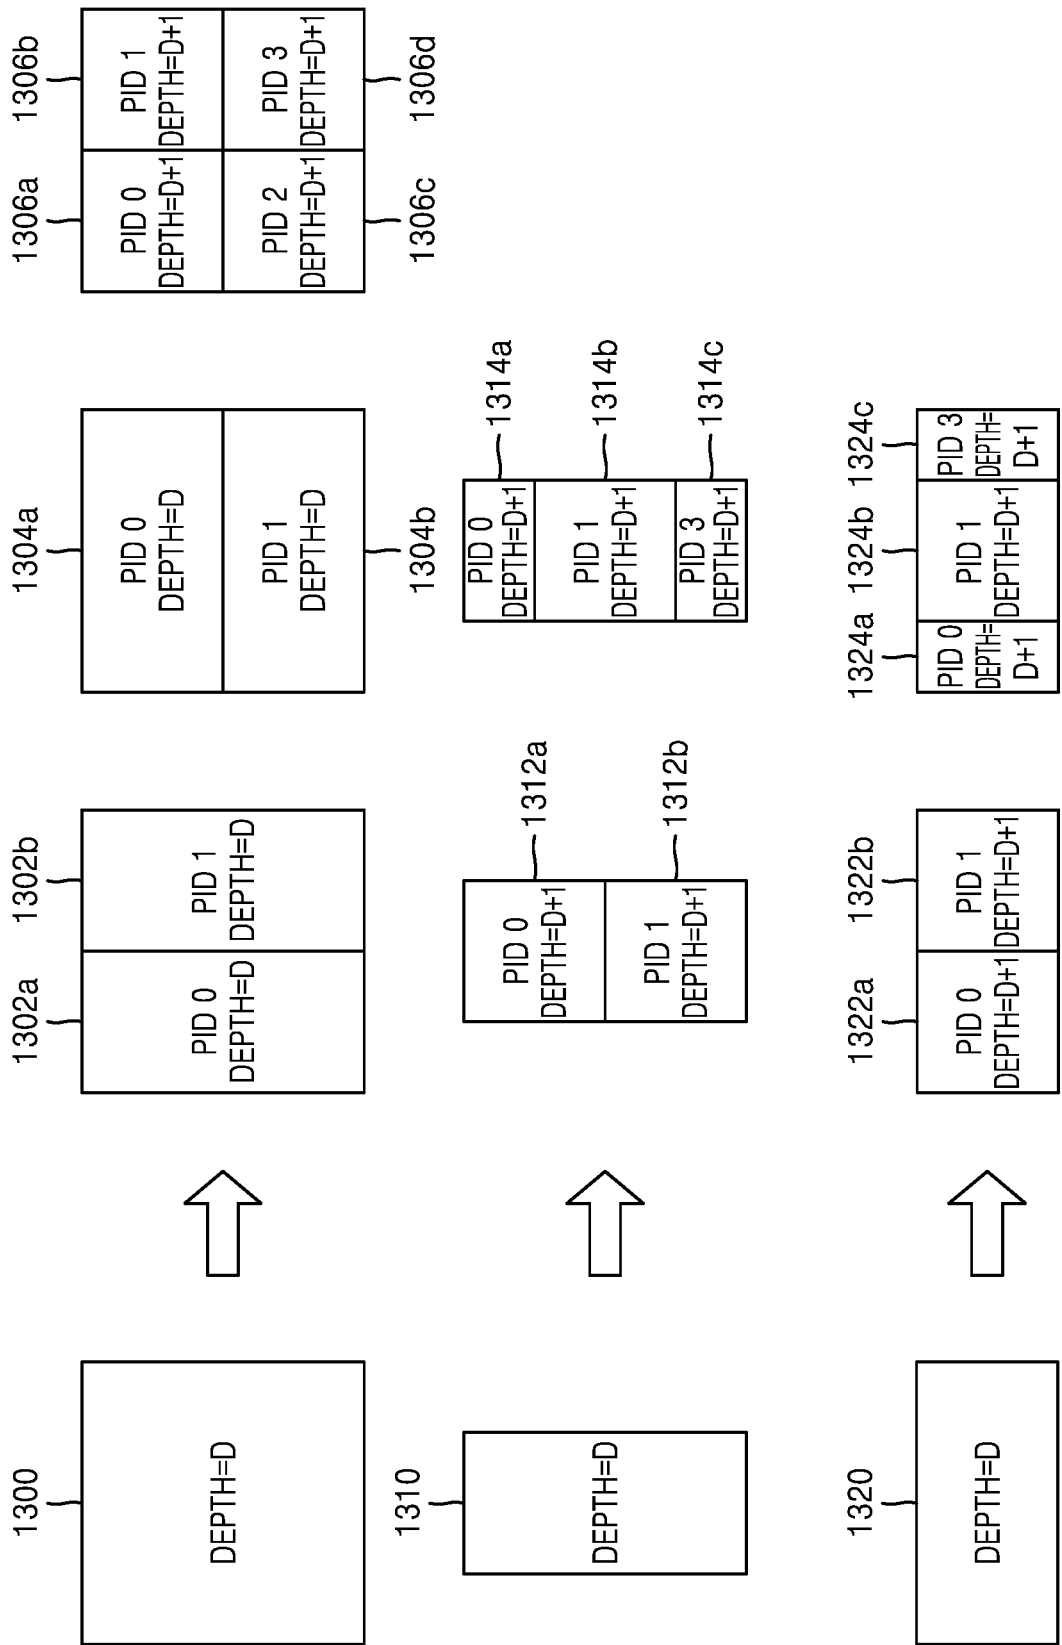 1300
DEPTH=D
1302a
1302b
PID 0
DEPTH=D
PID 1
DEPTH=D
1304a
PID 0
DEPTH=D
PID 1
DEPTH=D
1304b
1306a
1306b
PID 0
DEPTH=D+1
PID 1
DEPTH=D+1
PID 2
DEPTH=D+1
PID 3
DEPTH=D+1
1306c
1306d
1310
DEPTH=D
PID 0
DEPTH=D+1
1312a
PID 1
DEPTH=D+1
1312b
PID 0
DEPTH=D+1
1314a
PID 1
DEPTH=D+1
1314b
PID 3
DEPTH=D+1
1314c
1320
DEPTH=D
1322a
1322b
PID 0
DEPTH=D+1
PID 1
DEPTH=D+1
1324a
1324b
1324c
PID 0
DEPTH=
D+1
PID 1
DEPTH=D+1
PID 3
DEPTH=
D+1